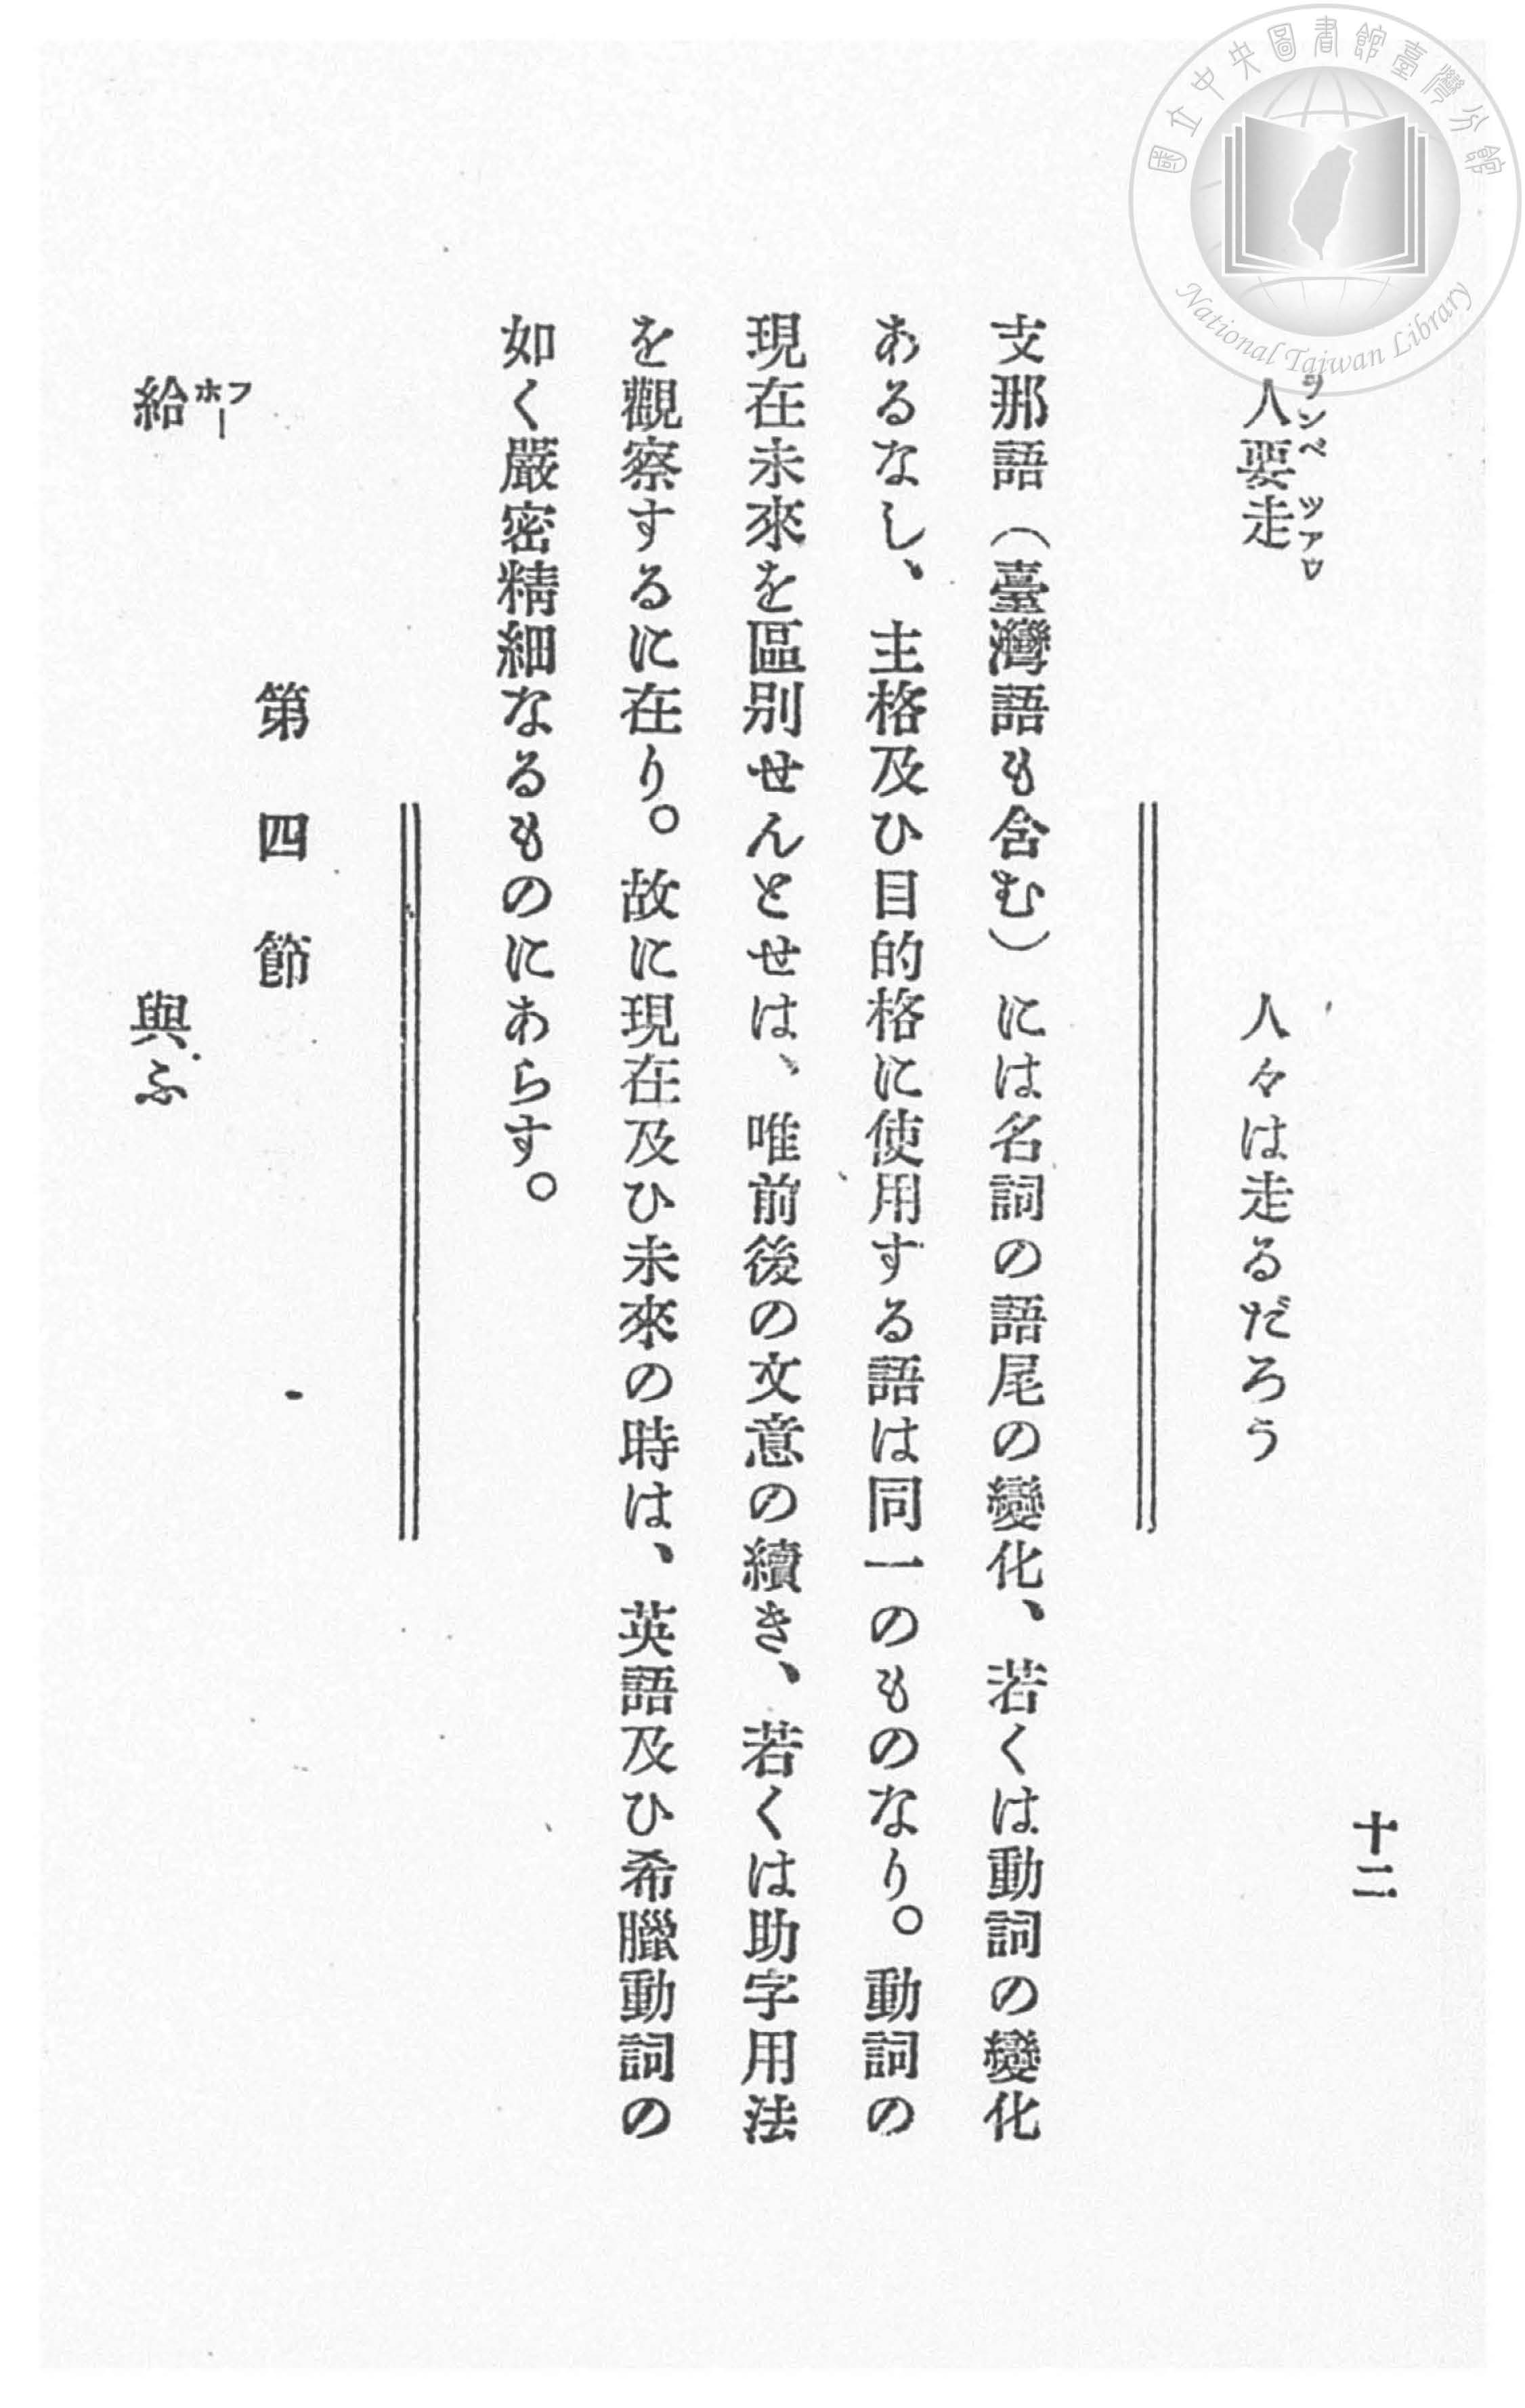 國立中央圖書館臺灣分館
National Taiwan Library
十二
人要走 人々は走るだろう
ンベ ツアウ
支那語（臺灣語も含む）には名詞の語尾の變化、若くは動詞の變化
あるなし、主格及ひ目的格に使用する語は同一のものなり。動詞の
現在未來を區別せんとせは、唯前後の文意の續き、若くは助字用法
を觀察するに在り。故に現在及ひ未來の時は、英語及ひ希臘動詞の
如く嚴密精細なるものにあらす。
第四節
給 與ふ
フ
ホー